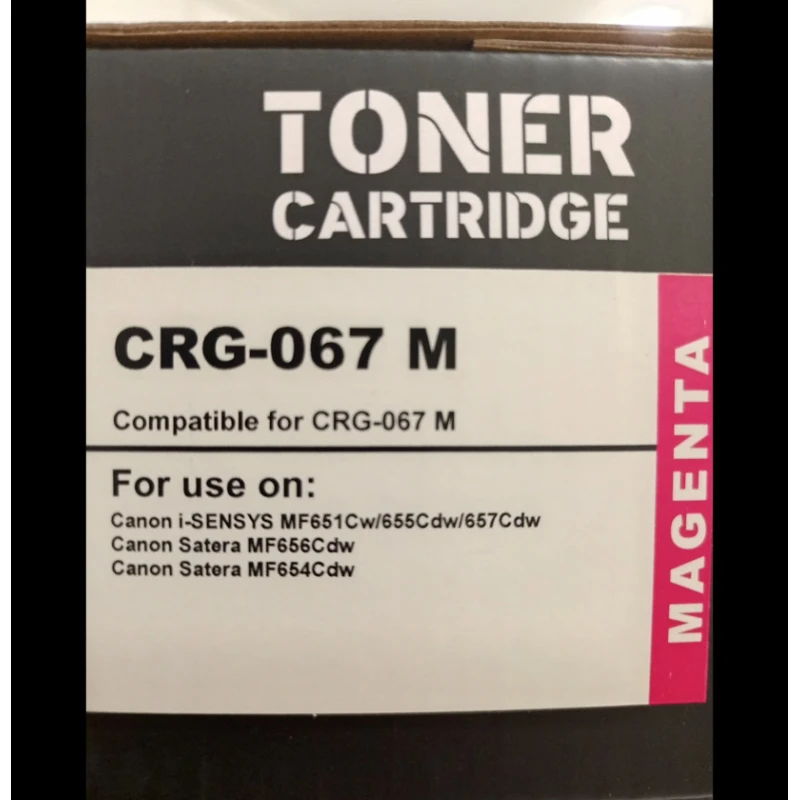 TONER
CARTRIDGE
CRG-067 M
Compatible for CRG-067 M
For use on:
Canon i-SENSYS MF651Cw/655Cdw/657Cdw
Canon Satera MF656Cdw
Canon Satera MF654Cdw
MAGENTA